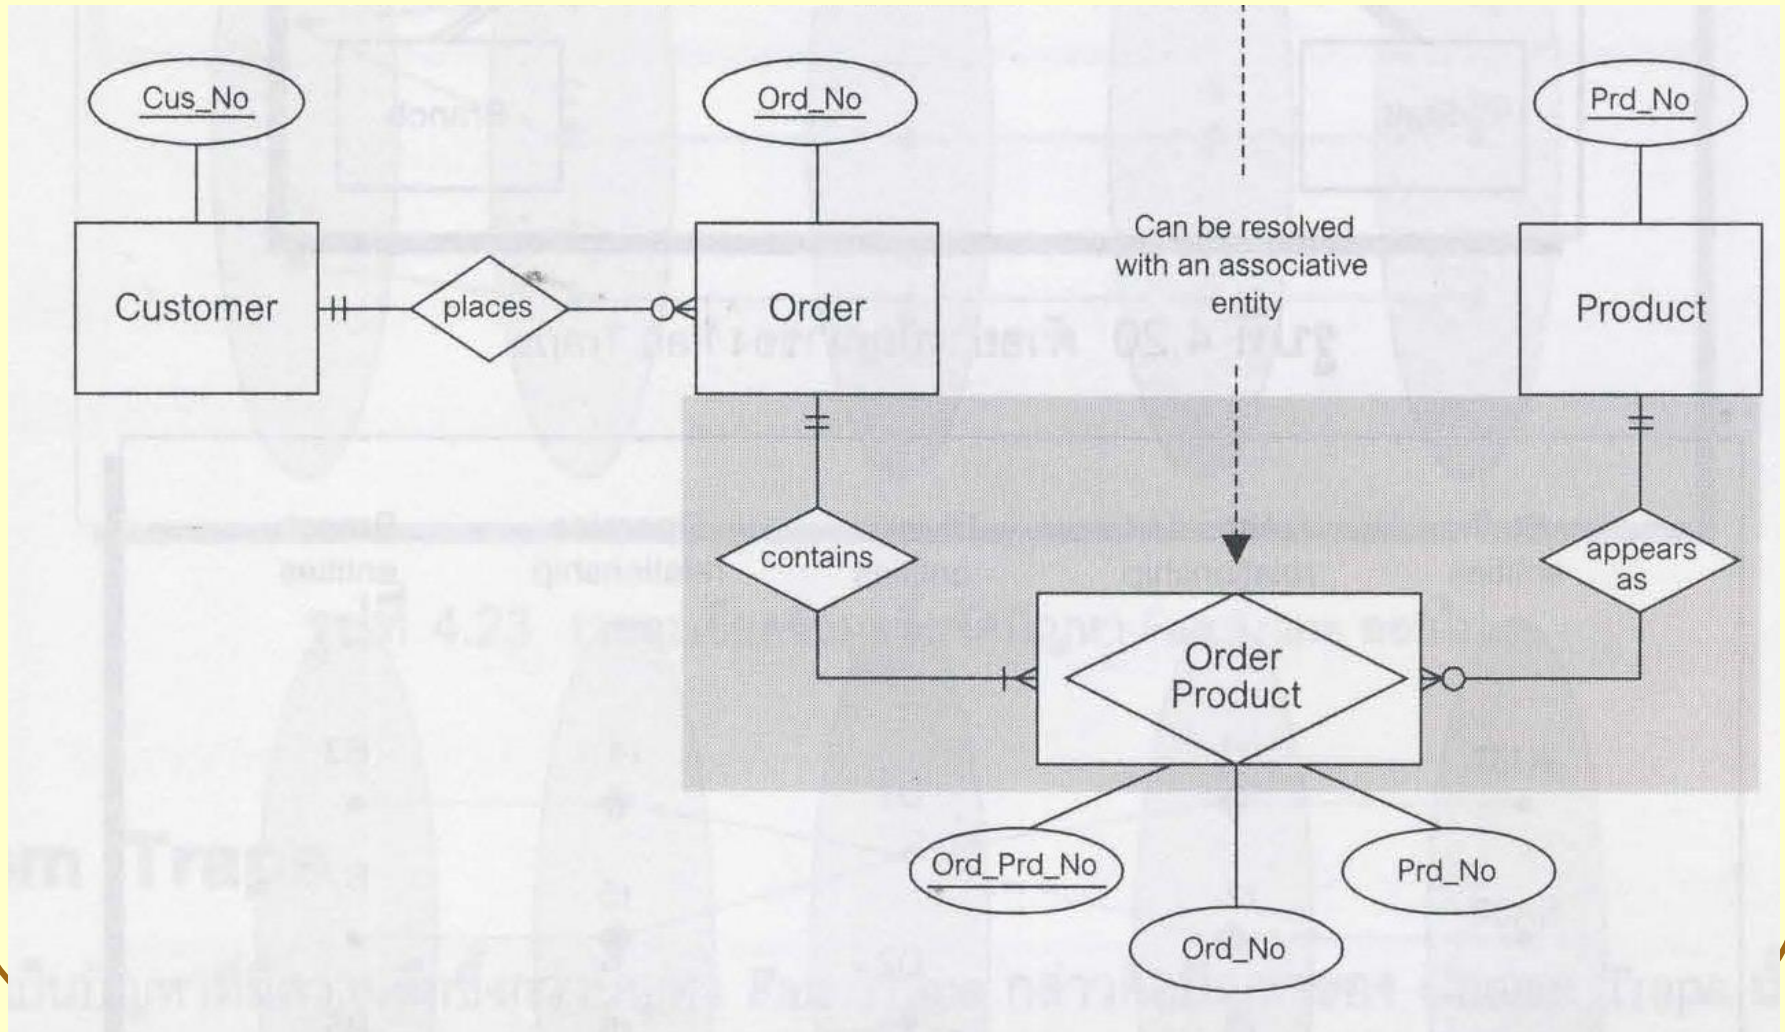 Cus_No
Ord_No
Prd_No
Can be resolved
with an associative
entity
Customer
places
Order
Product
contains
appears
as
Order
Product
Ord_Prd_No
Prd_No
Ord_No